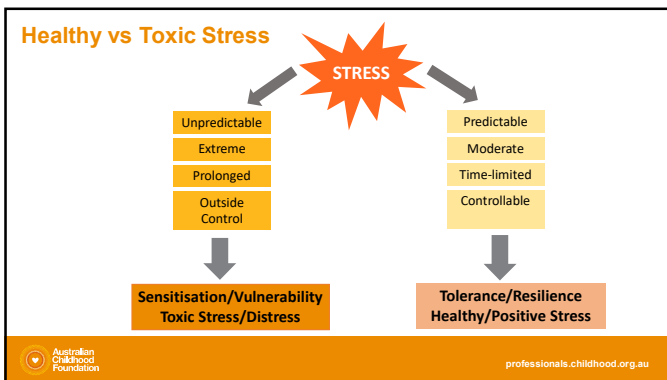 Healthy vs Toxic Stress
STRESS
Unpredictable
Extreme
Prolonged
Outside
Control
Sensitisation/Vulnerability
Toxic Stress/Distress
Predictable
Moderate
Time-limited
Controllable
Tolerance/Resilience
Healthy/Positive Stress
Australian
Childhood
Foundation
professionals.childhood.org.au